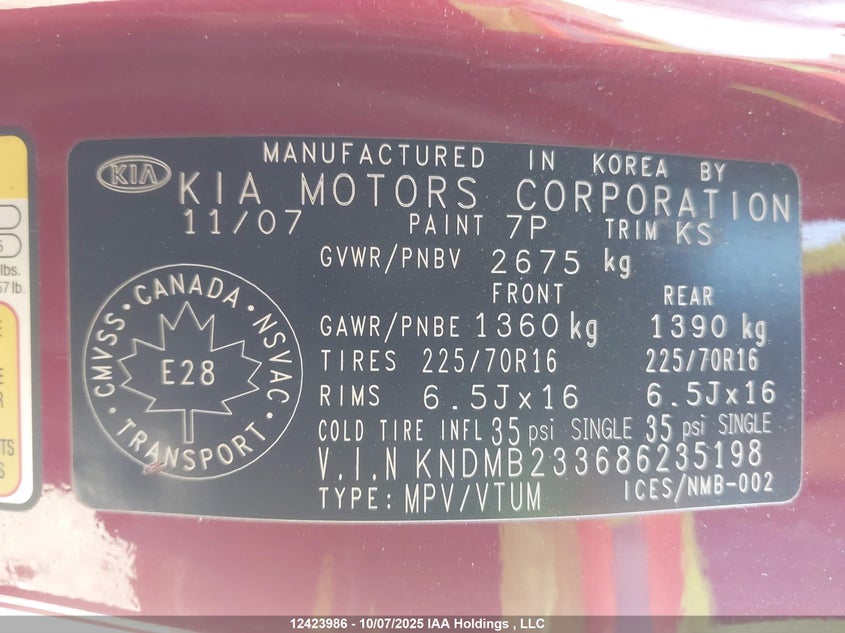 MANUFACTURED IN KOREA BY
KIA KIA MOTORS CORPORATION
11/07 PAINT 7P TRIM KS
GVWR/PNBV 2675 kg
FRONT REAR
GAWR/PNBE 1360 kg 1390 kg
TIRES 225/70R16 225/70R16
RIMS 6.5Jx16 6.5Jx16
COLD TIRE INFL 35 psi SINGLE 35 psi SINGLE
V.I.N KNDMB233686235198
TYPE: MPV/VTUM ICES/NMB-002
CMVSS · CANADA · NSVAC · TRANSPORT ·
E28
lbs.
57 lb.
12423986 - 10/07/2025 IAA Holdings , LLC